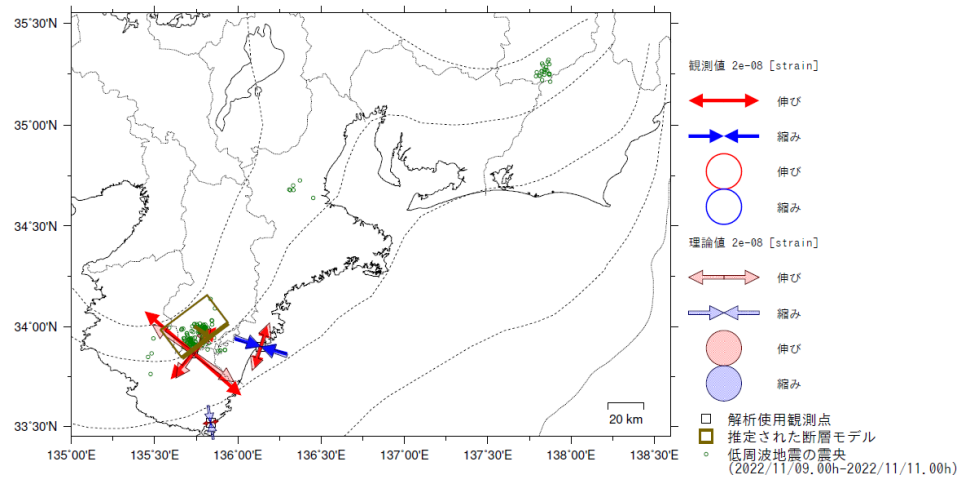 35°30'N
35°00'N
34°30'N
34°00'N
33°30'N
135°00'E
135°30'E
136°00'E
136°30'E
137°00'E
137°30'E
138°00'E
138°30'E
20 km
観測値 2e-08 [strain]
伸び
縮み
伸び
縮み
理論値 2e-08 [strain]
伸び
縮み
伸び
縮み
解析使用観測点
推定された断層モデル
低周波地震の震央
(2022/11/09.00h-2022/11/11.00h)